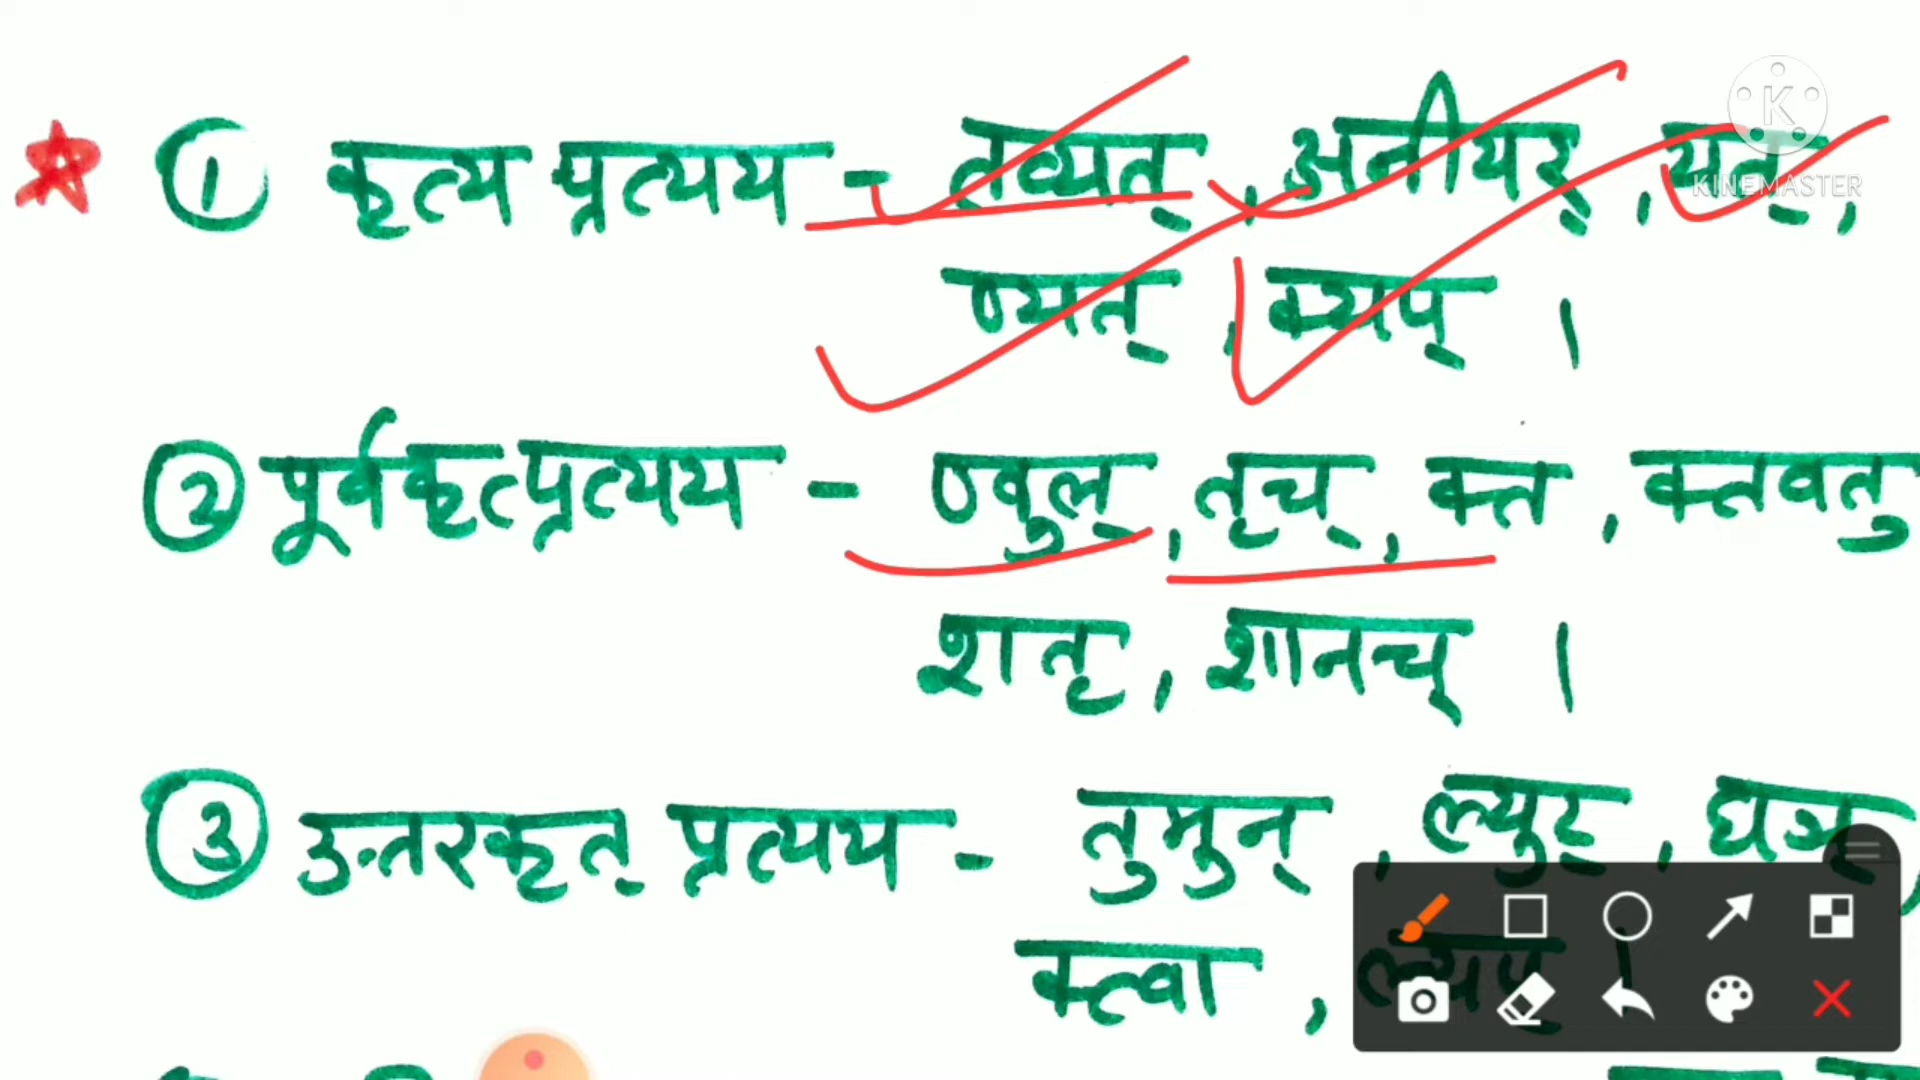 ① कृत्य प्रत्यय - तव्यत् , अनीयर् , यत् ,
ण्यत् , क्यप् ।
② पूर्वकृत्प्रत्यय - ण्वुल् , तृच् , क्त , क्तवतु
शतृ , शानच् ।
③ उत्तरकृत् प्रत्यय - तुमुन् , ल्युट् , घञ् ,
क्त्वा , ल्यप् ।
K
KINEMASTER